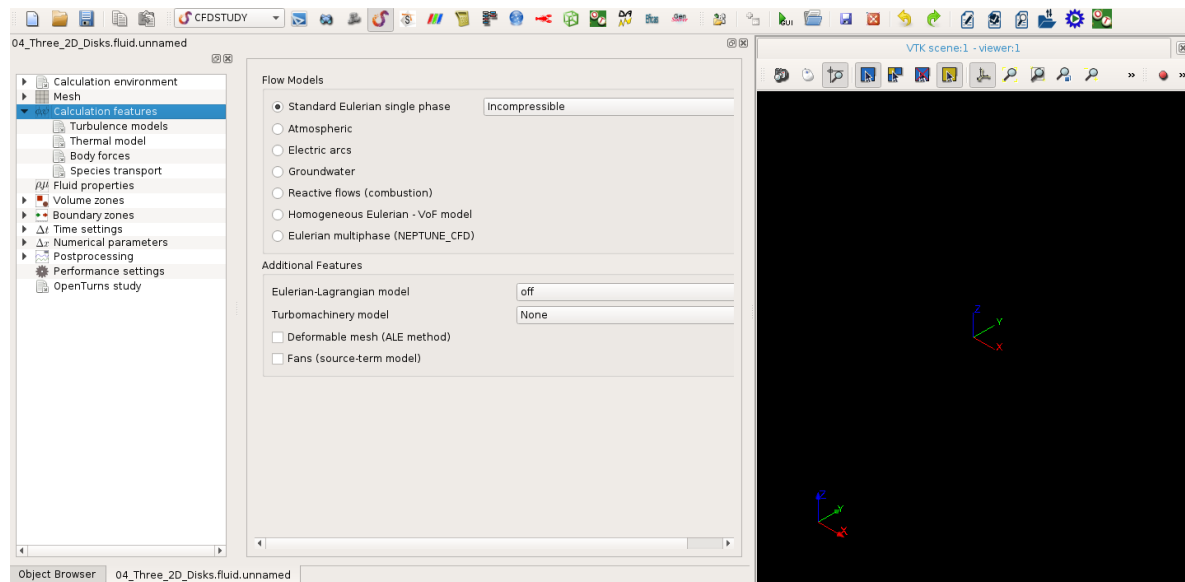 CFDSTUDY
GUI
04_Three_2D_Disks.fluid.unnamed
VTK scene:1 - viewer:1
Calculation environment
Mesh
Calculation features
Turbulence models
Thermal model
Body forces
Species transport
ρμ Fluid properties
Volume zones
Boundary zones
Δt Time settings
Δx Numerical parameters
Postprocessing
Performance settings
OpenTurns study
Flow Models
Standard Eulerian single phase Incompressible
Atmospheric
Electric arcs
Groundwater
Reactive flows (combustion)
Homogeneous Eulerian - VoF model
Eulerian multiphase (NEPTUNE_CFD)
Additional Features
Eulerian-Lagrangian model off
Turbomachinery model None
Deformable mesh (ALE method)
Fans (source-term model)
Z
Y
X
Z
Y
X
Object Browser 04_Three_2D_Disks.fluid.unnamed